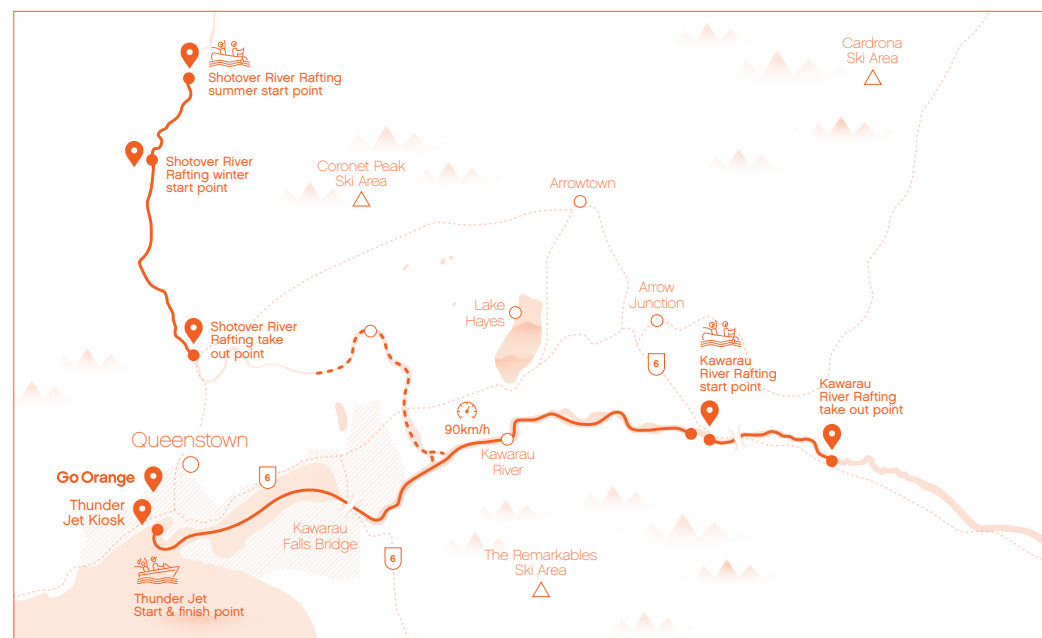 Shotover River Rafting
summer start point
Cardrona
Ski Area
Shotover River
Rafting winter
start point
Coronet Peak
Ski Area
Arrowtown
Lake
Hayes
Arrow
Junction
Shotover River
Rafting take
out point
6
Kawarau
River Rafting
start point
Kawarau
River Rafting
take out point
90km/h
Queenstown
Kawarau
River
Go Orange
6
Thunder
Jet Kiosk
Kawarau
Falls Bridge
6
The Remarkables
Ski Area
Thunder Jet
Start & finish point